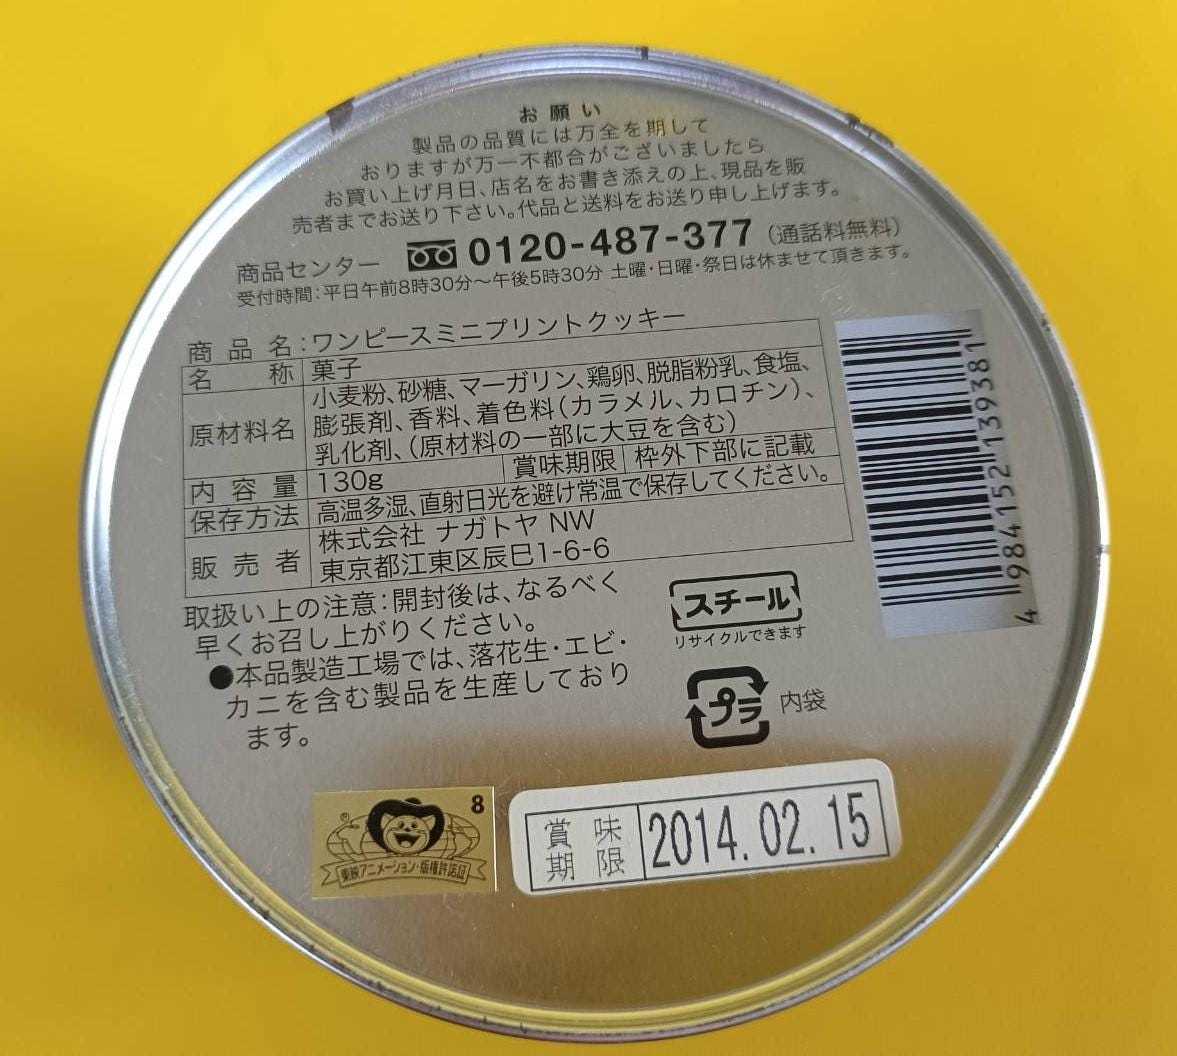 お願い
製品の品質には万全を期して
おりますが万一不都合がございましたら
お買い上げ月日、店名をお書き添えの上、現品を販
売者までお送り下さい。代品と送料をお送り申し上げます。
商品センター 0120-487-377 (通話料無料)
受付時間:平日午前8時30分〜午後5時30分 土曜・日曜・祭日は休ませて頂きます。
商品名:ワンピースミニプリントクッキー
名称 菓子
原材料名 小麦粉、砂糖、マーガリン、鶏卵、脱脂粉乳、食塩、
膨張剤、香料、着色料(カラメル、カロチン)、
乳化剤、(原材料の一部に大豆を含む)
内容量 130g 賞味期限 枠外下部に記載
保存方法 高温多湿、直射日光を避け常温で保存してください。
販売者 株式会社 ナガトヤ NW
東京都江東区辰巳1-6-6
取扱い上の注意:開封後は、なるべく
早くお召し上がりください。
●本品製造工場では、落花生・エビ・
カニを含む製品を生産しており
ます。
スチール
リサイクルできます
プラ 内袋
4984152139381
8
東映アニメーション・版権許諾証
賞味期限 2014.02.15